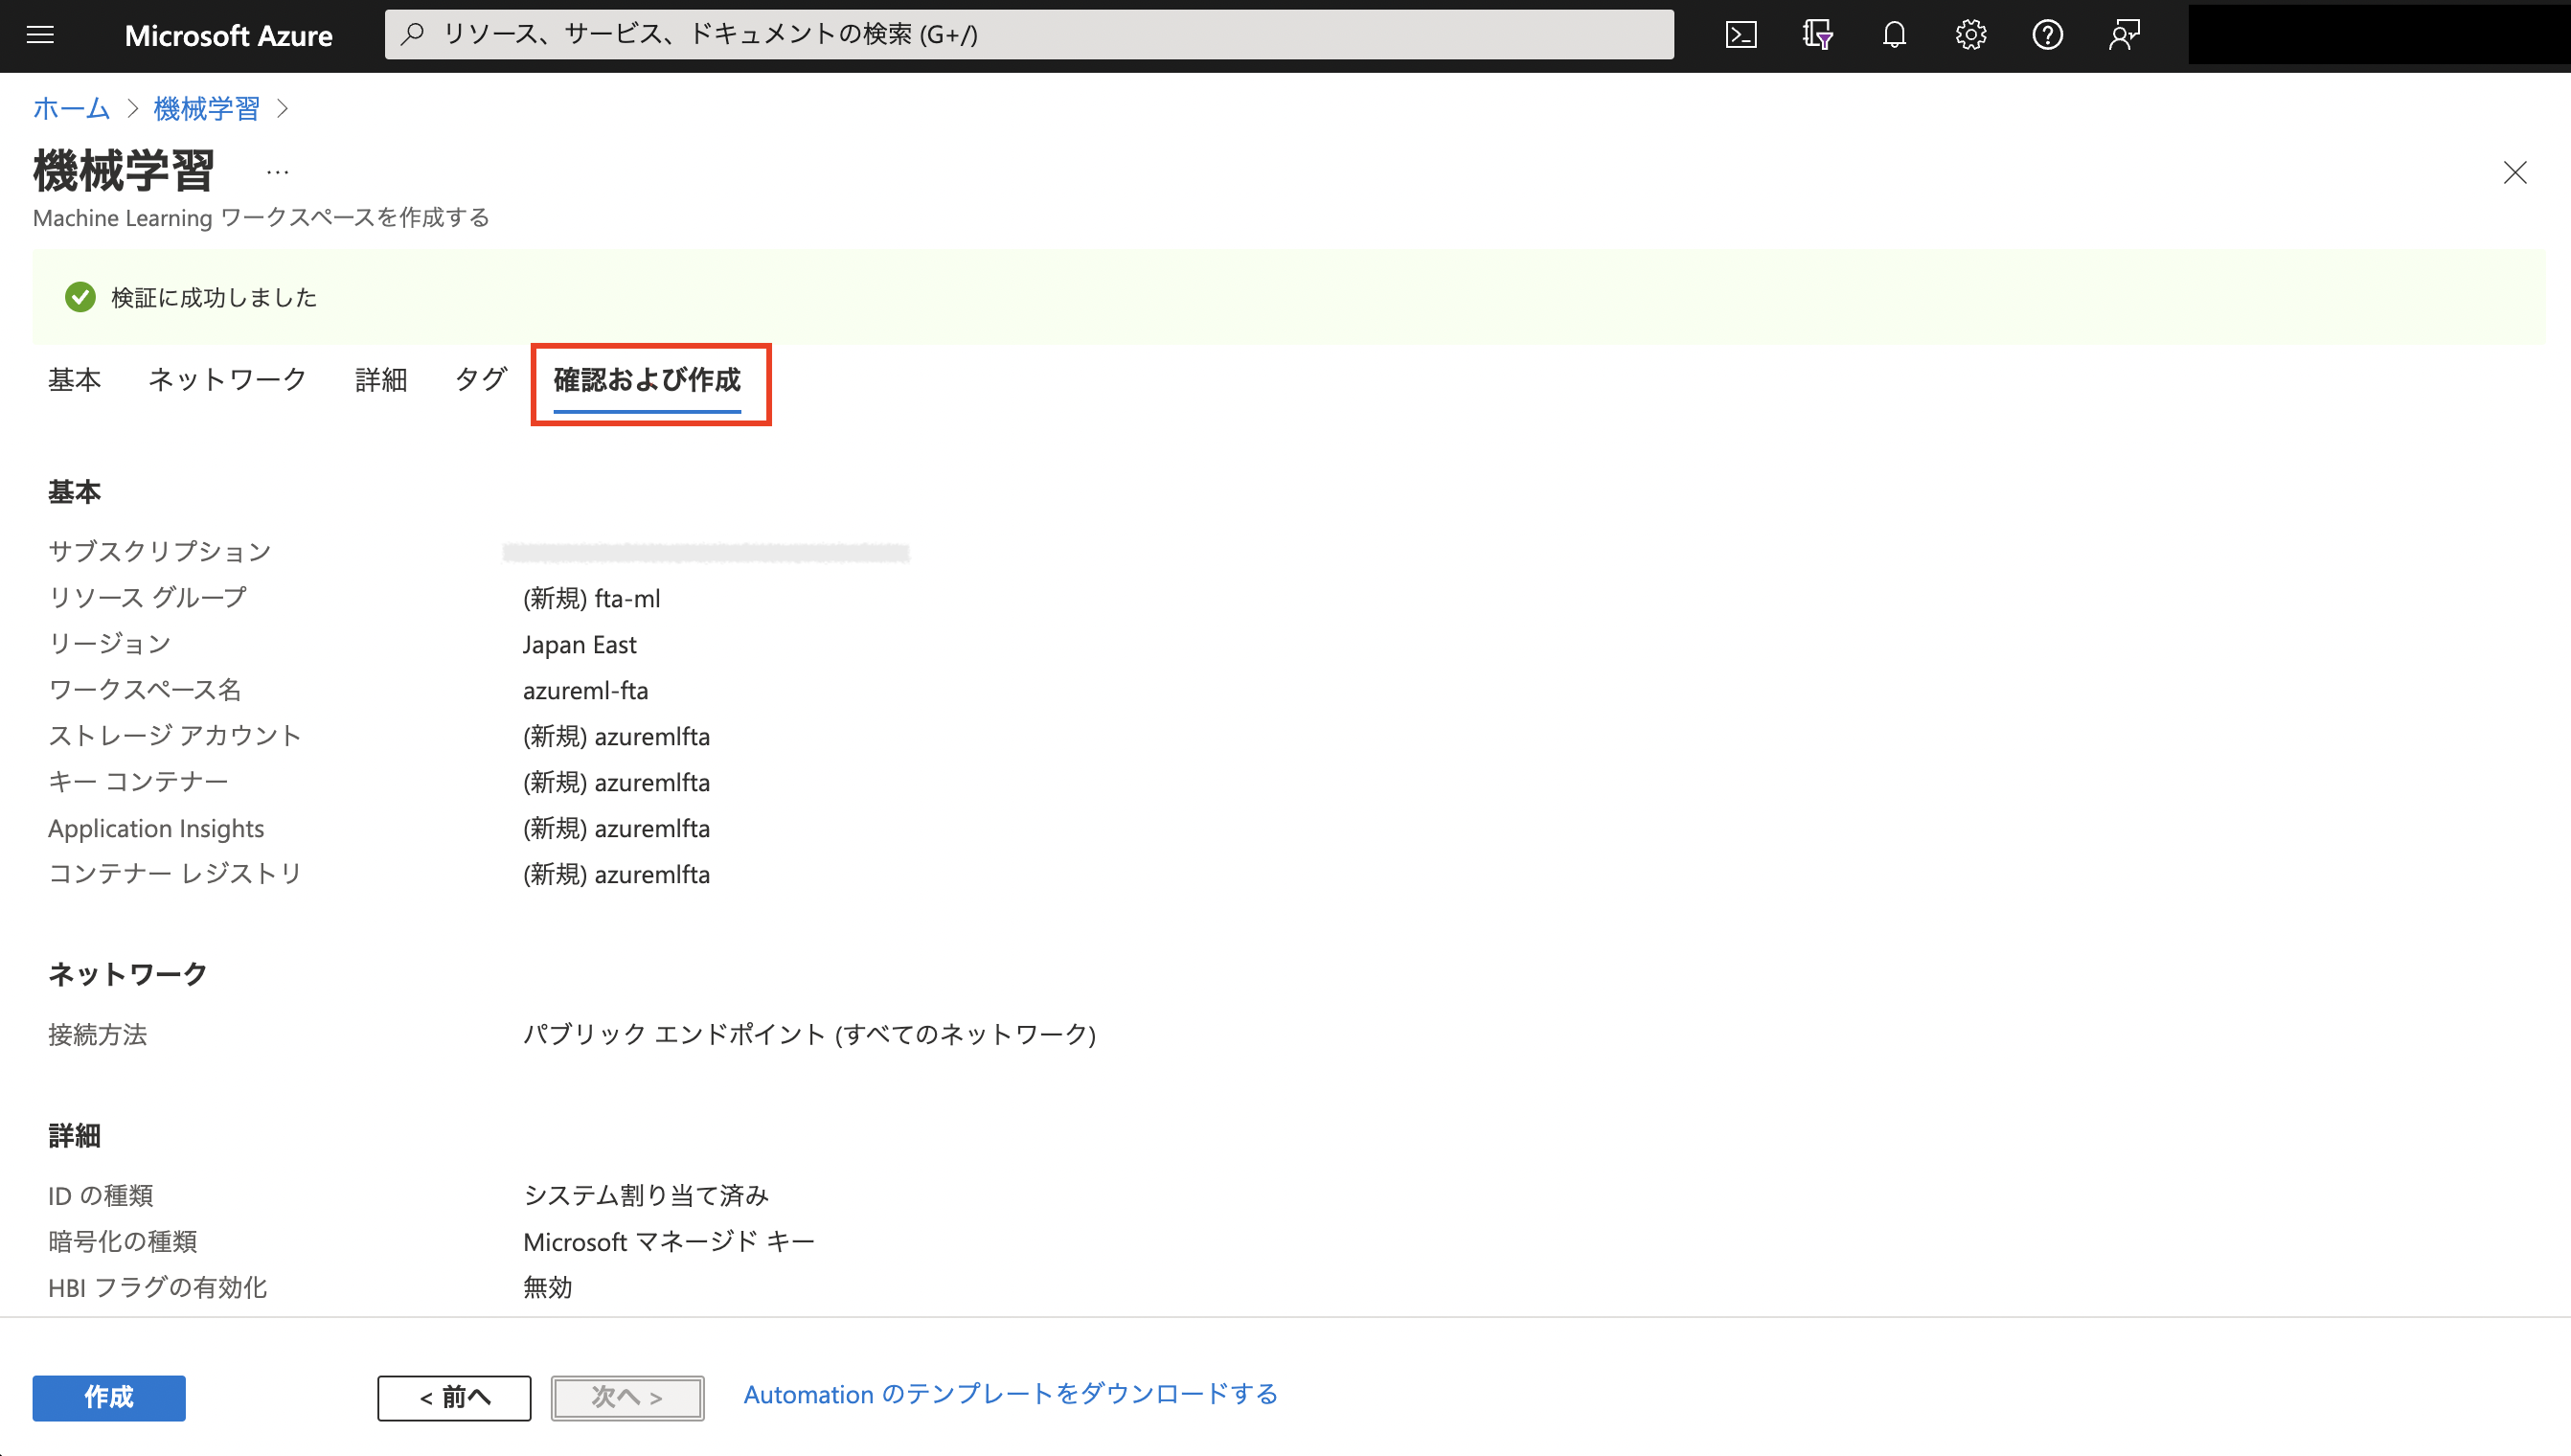 Microsoft Azure
リソース、サービス、ドキュメントの検索 (G+/)
ホーム > 機械学習 >
機械学習 …
Machine Learning ワークスペースを作成する
検証に成功しました
基本 ネットワーク 詳細 タグ 確認および作成
基本
サブスクリプション
リソース グループ (新規) fta-ml
リージョン Japan East
ワークスペース名 azureml-fta
ストレージ アカウント (新規) azuremlfta
キー コンテナー (新規) azuremlfta
Application Insights (新規) azuremlfta
コンテナー レジストリ (新規) azuremlfta
ネットワーク
接続方法 パブリック エンドポイント (すべてのネットワーク)
詳細
ID の種類 システム割り当て済み
暗号化の種類 Microsoft マネージド キー
HBI フラグの有効化 無効
作成 < 前へ 次へ > Automation のテンプレートをダウンロードする